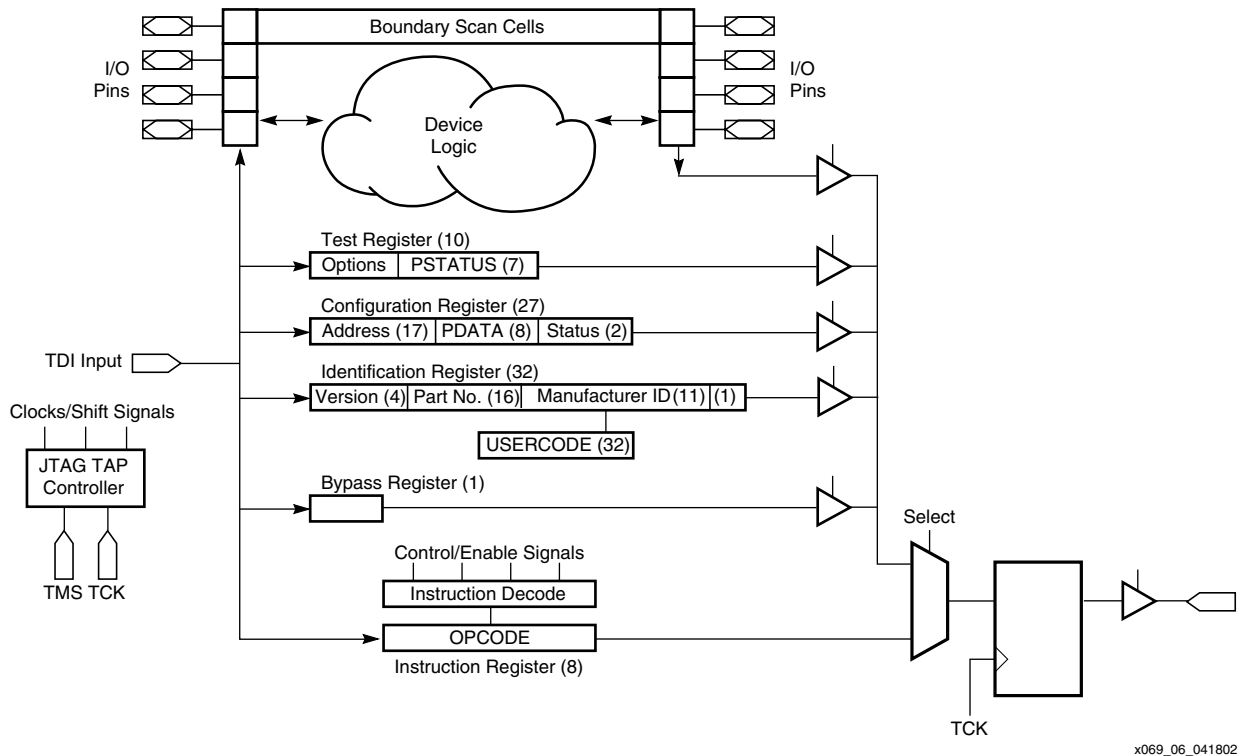 Boundary Scan Cells
I/O
Pins
I/O
Pins
Device
Logic
Test Register (10)
Options PSTATUS (7)
Configuration Register (27)
Address (17) PDATA (8) Status (2)
TDI Input
Identification Register (32)
Version (4) Part No. (16) Manufacturer ID (11) (1)
Clocks/Shift Signals
USERCODE (32)
JTAG TAP
Controller
Bypass Register (1)
Select
Control/Enable Signals
TMS TCK
Instruction Decode
OPCODE
Instruction Register (8)
TCK
x069_06_041802